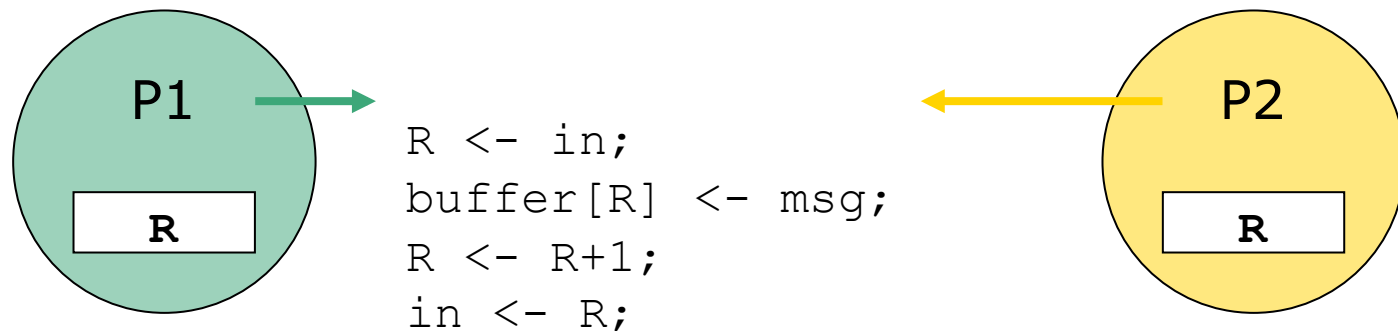 P1
R
R <- in;
buffer[R] <- msg;
R <- R+1;
in <- R;
P2
R